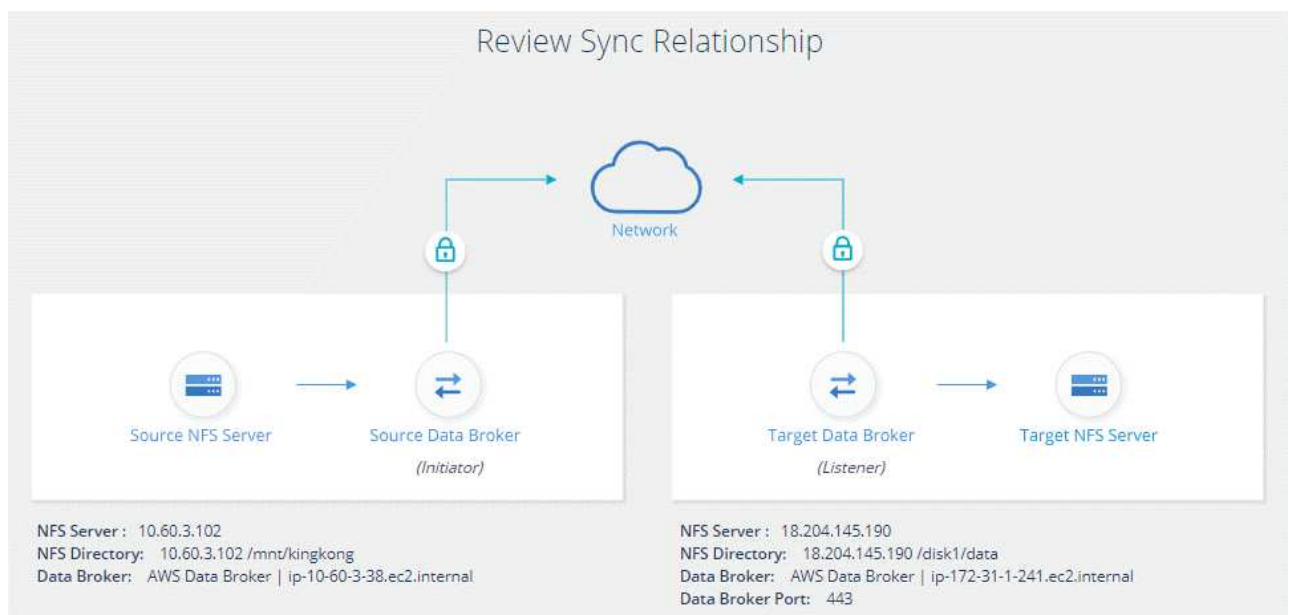 Review Sync Relationship
Network
Source NFS Server
Source Data Broker
(Initiator)
Target Data Broker
(Listener)
Target NFS Server
NFS Server : 10.60.3.102
NFS Directory: 10.60.3.102 /mnt/kingkong
Data Broker: AWS Data Broker | ip-10-60-3-38.ec2.internal
NFS Server : 18.204.145.190
NFS Directory: 18.204.145.190 /disk1/data
Data Broker: AWS Data Broker | ip-172-31-1-241.ec2.internal
Data Broker Port: 443